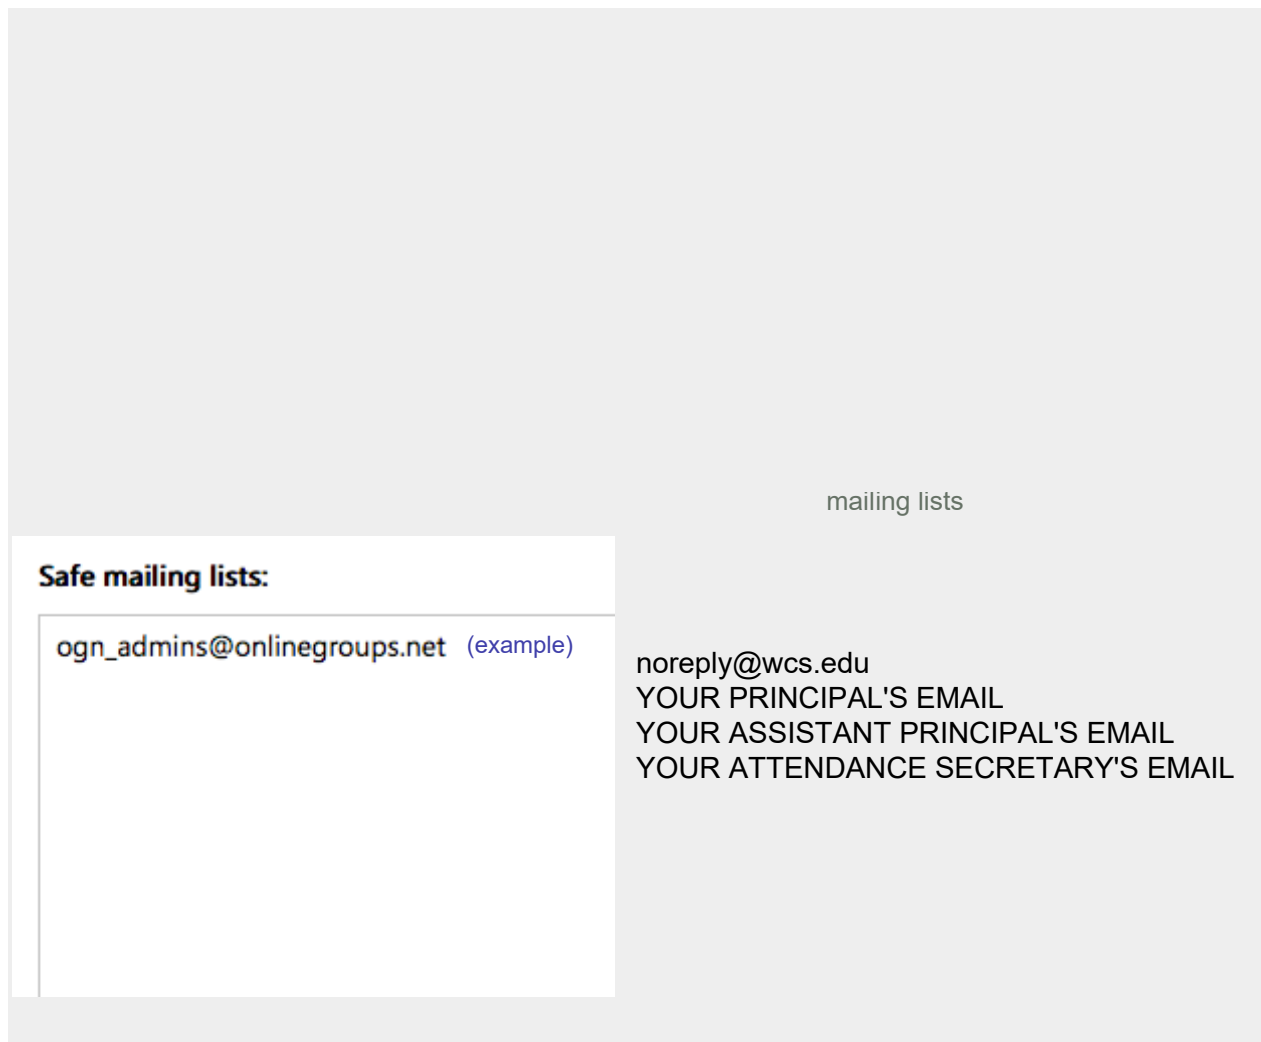 mailing lists
Safe mailing lists:
ogn_admins@onlinegroups.net (example)
noreply@wcs.edu
YOUR PRINCIPAL'S EMAIL
YOUR ASSISTANT PRINCIPAL'S EMAIL
YOUR ATTENDANCE SECRETARY'S EMAIL